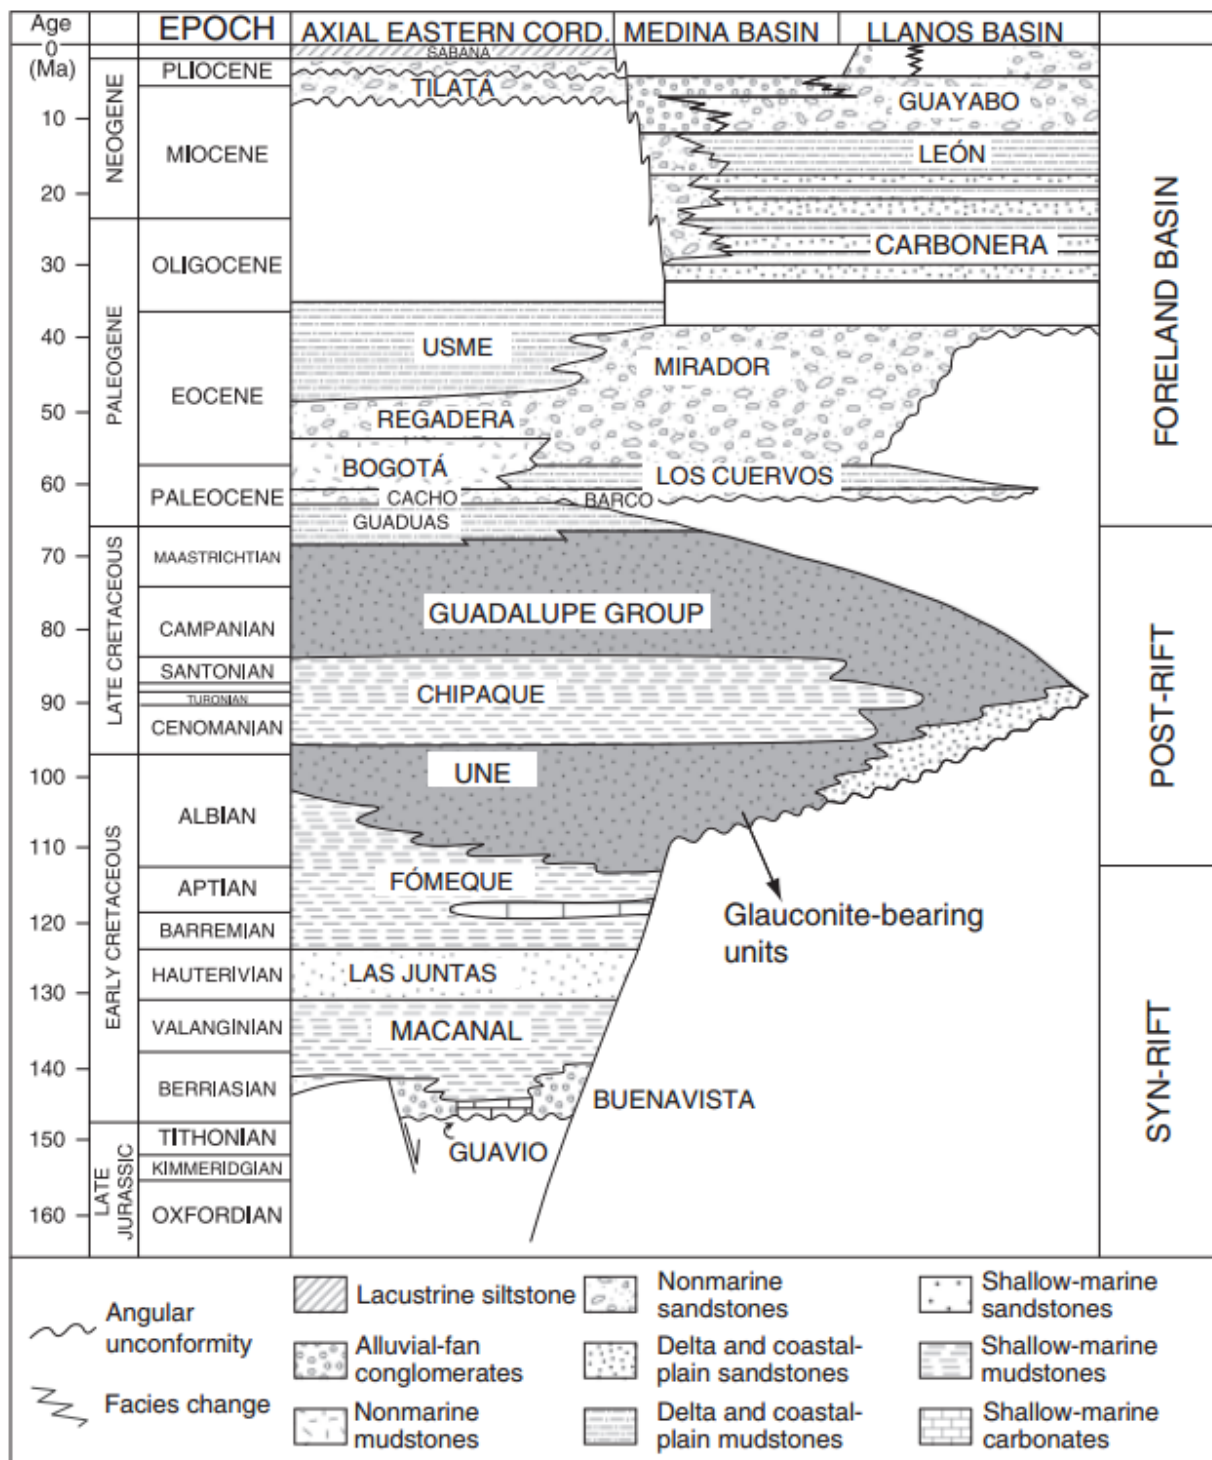 Age
0
(Ma)
EPOCH
AXIAL EASTERN CORD.
MEDINA BASIN
LLANOS BASIN
10
20
30
40
50
60
70
80
90
100
110
120
130
140
150
160
NEOGENE
PALEOGENE
LATE CRETACEOUS
EARLY CRETACEOUS
LATE
JURASSIC
PLIOCENE
MIOCENE
OLIGOCENE
EOCENE
PALEOCENE
MAASTRICHTIAN
CAMPANIAN
SANTONIAN
TURONIAN
CENOMANIAN
ALBIAN
APTIAN
BARREMIAN
HAUTERIVIAN
VALANGINIAN
BERRIASIAN
TITHONIAN
KIMMERIDGIAN
OXFORDIAN
SABANA
TILATÁ
GUAYABO
LEÓN
CARBONERA
USME
MIRADOR
REGADERA
BOGOTÁ
LOS CUERVOS
CACHO
BARCO
GUADUAS
GUADALUPE GROUP
CHIPAQUE
UNE
FÓMEQUE
Glauconite-bearing
units
LAS JUNTAS
MACANAL
BUENAVISTA
GUAVIO
FORELAND BASIN
POST-RIFT
SYN-RIFT
Angular
unconformity
Facies change
Lacustrine siltstone
Alluvial-fan
conglomerates
Nonmarine
mudstones
Nonmarine
sandstones
Delta and coastal-
plain sandstones
Delta and coastal-
plain mudstones
Shallow-marine
sandstones
Shallow-marine
mudstones
Shallow-marine
carbonates